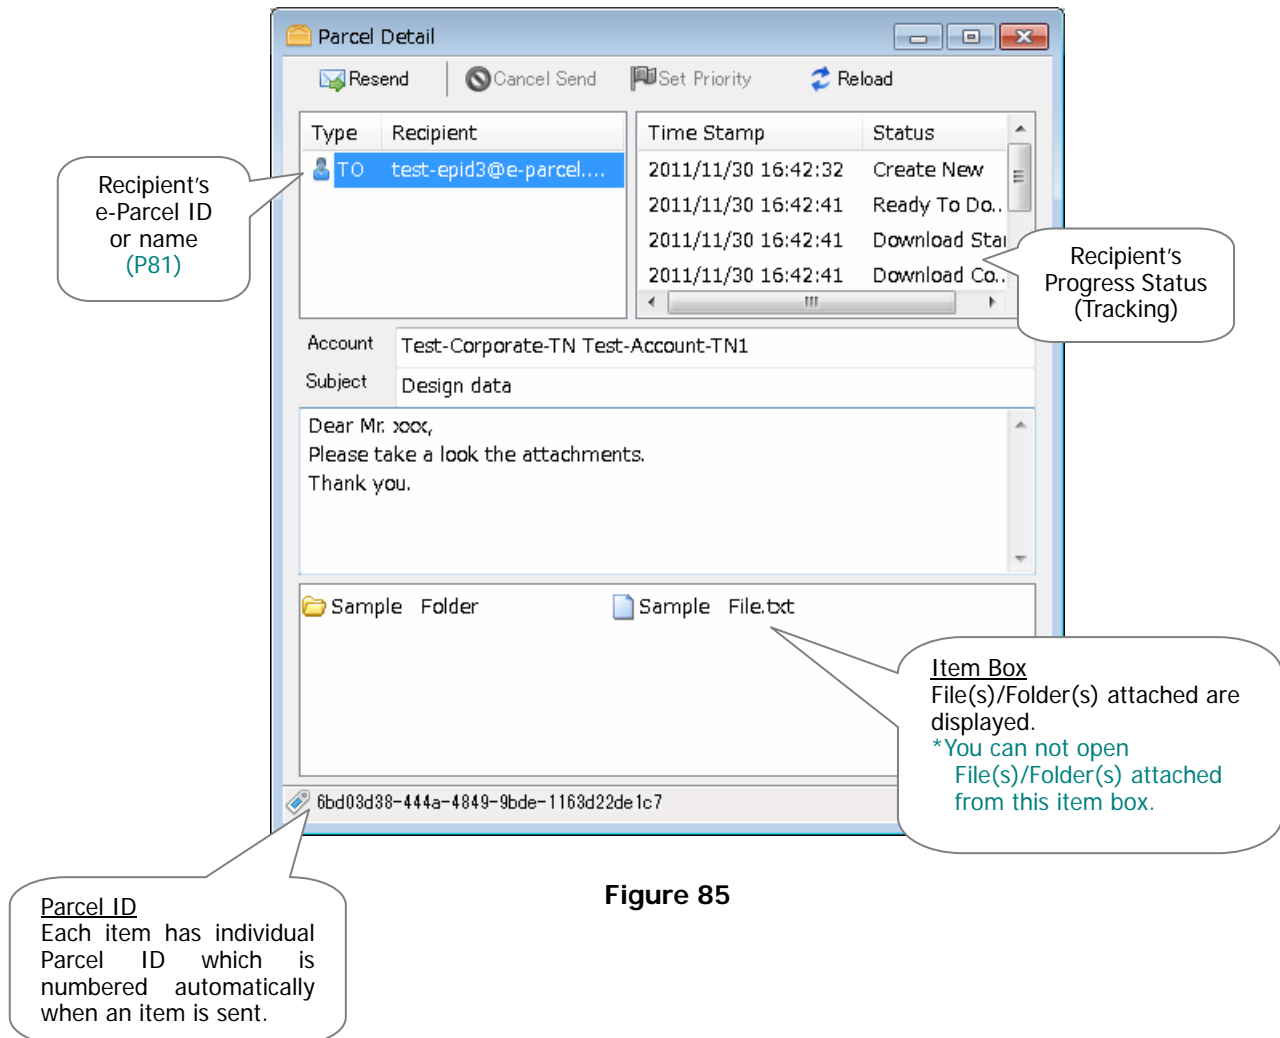 Parcel Detail
Resend Cancel Send Set Priority Reload
Type Recipient
TO test-epid3@e-parcel....
Time Stamp Status
2011/11/30 16:42:32 Create New
2011/11/30 16:42:41 Ready To Do..
2011/11/30 16:42:41 Download Star
2011/11/30 16:42:41 Download Co..
Recipient's
e-Parcel ID
or name
(P81)
Recipient's
Progress Status
(Tracking)
Account Test-Corporate-TN Test-Account-TN1
Subject Design data
Dear Mr. xxx,
Please take a look the attachments.
Thank you.
Sample Folder Sample File.txt
Item Box
File(s)/Folder(s) attached are
displayed.
*You can not open
File(s)/Folder(s) attached
from this item box.
6bd03d38-444a-4849-9bde-1163d22de1c7
Figure 85
Parcel ID
Each item has individual
Parcel ID which is
numbered automatically
when an item is sent.